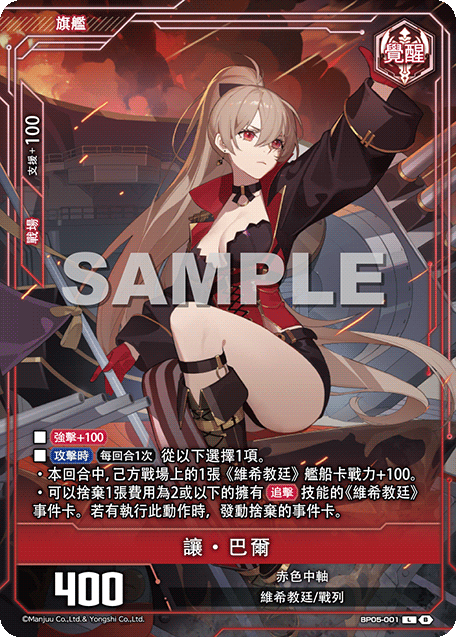 旗艦
覺醒
支援+100
戰場
SAMPLE
■ 強擊+100
■ 攻擊時 每回合1次 從以下選擇1項。
・本回合中,己方戰場上的1張《維希教廷》艦船卡戰力+100。
・可以捨棄1張費用為2或以下的擁有 追擊 技能的《維希教廷》
事件卡。若有執行此動作時，發動捨棄的事件卡。
讓・巴爾
400
赤色中軸
維希教廷/戰列
©Manjuu Co.,Ltd.& Yongshi Co.,Ltd.
BP05-001 L B